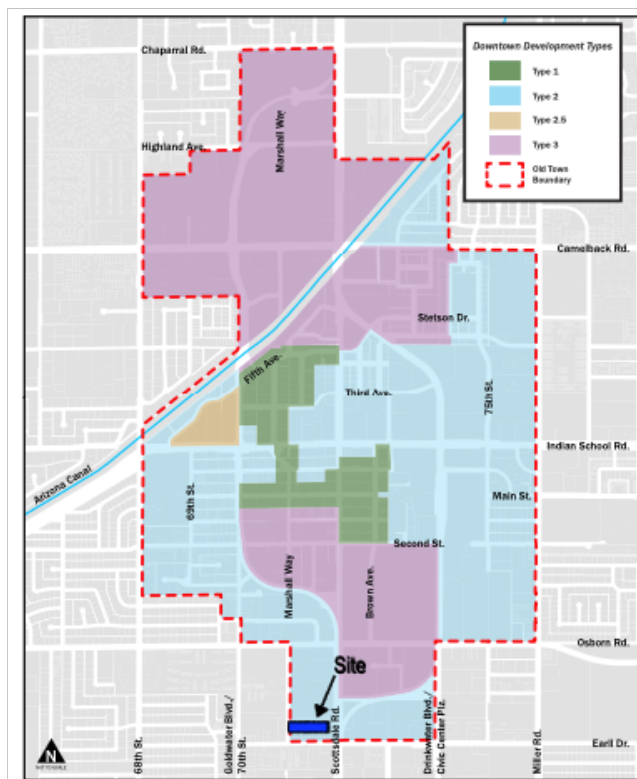 Chaparral Rd.
Downtown Development Types
Type 1
Type 2
Type 2.5
Type 3
Old Town
Boundary
Marshall Way
Highland Ave.
Camelback Rd.
Stetson Dr.
Fifth Ave.
Third Ave.
75th St.
Indian School Rd.
Arizona Canal
69th St.
Main St.
Second St.
Marshall Way
Brown Ave.
Osborn Rd.
Site
68th St.
Goldwater Blvd./
70th St.
Scottsdale Rd.
Drinkwater Blvd./
Civic Center Plz.
Miller Rd.
Earll Dr.
N
NOT TO SCALE